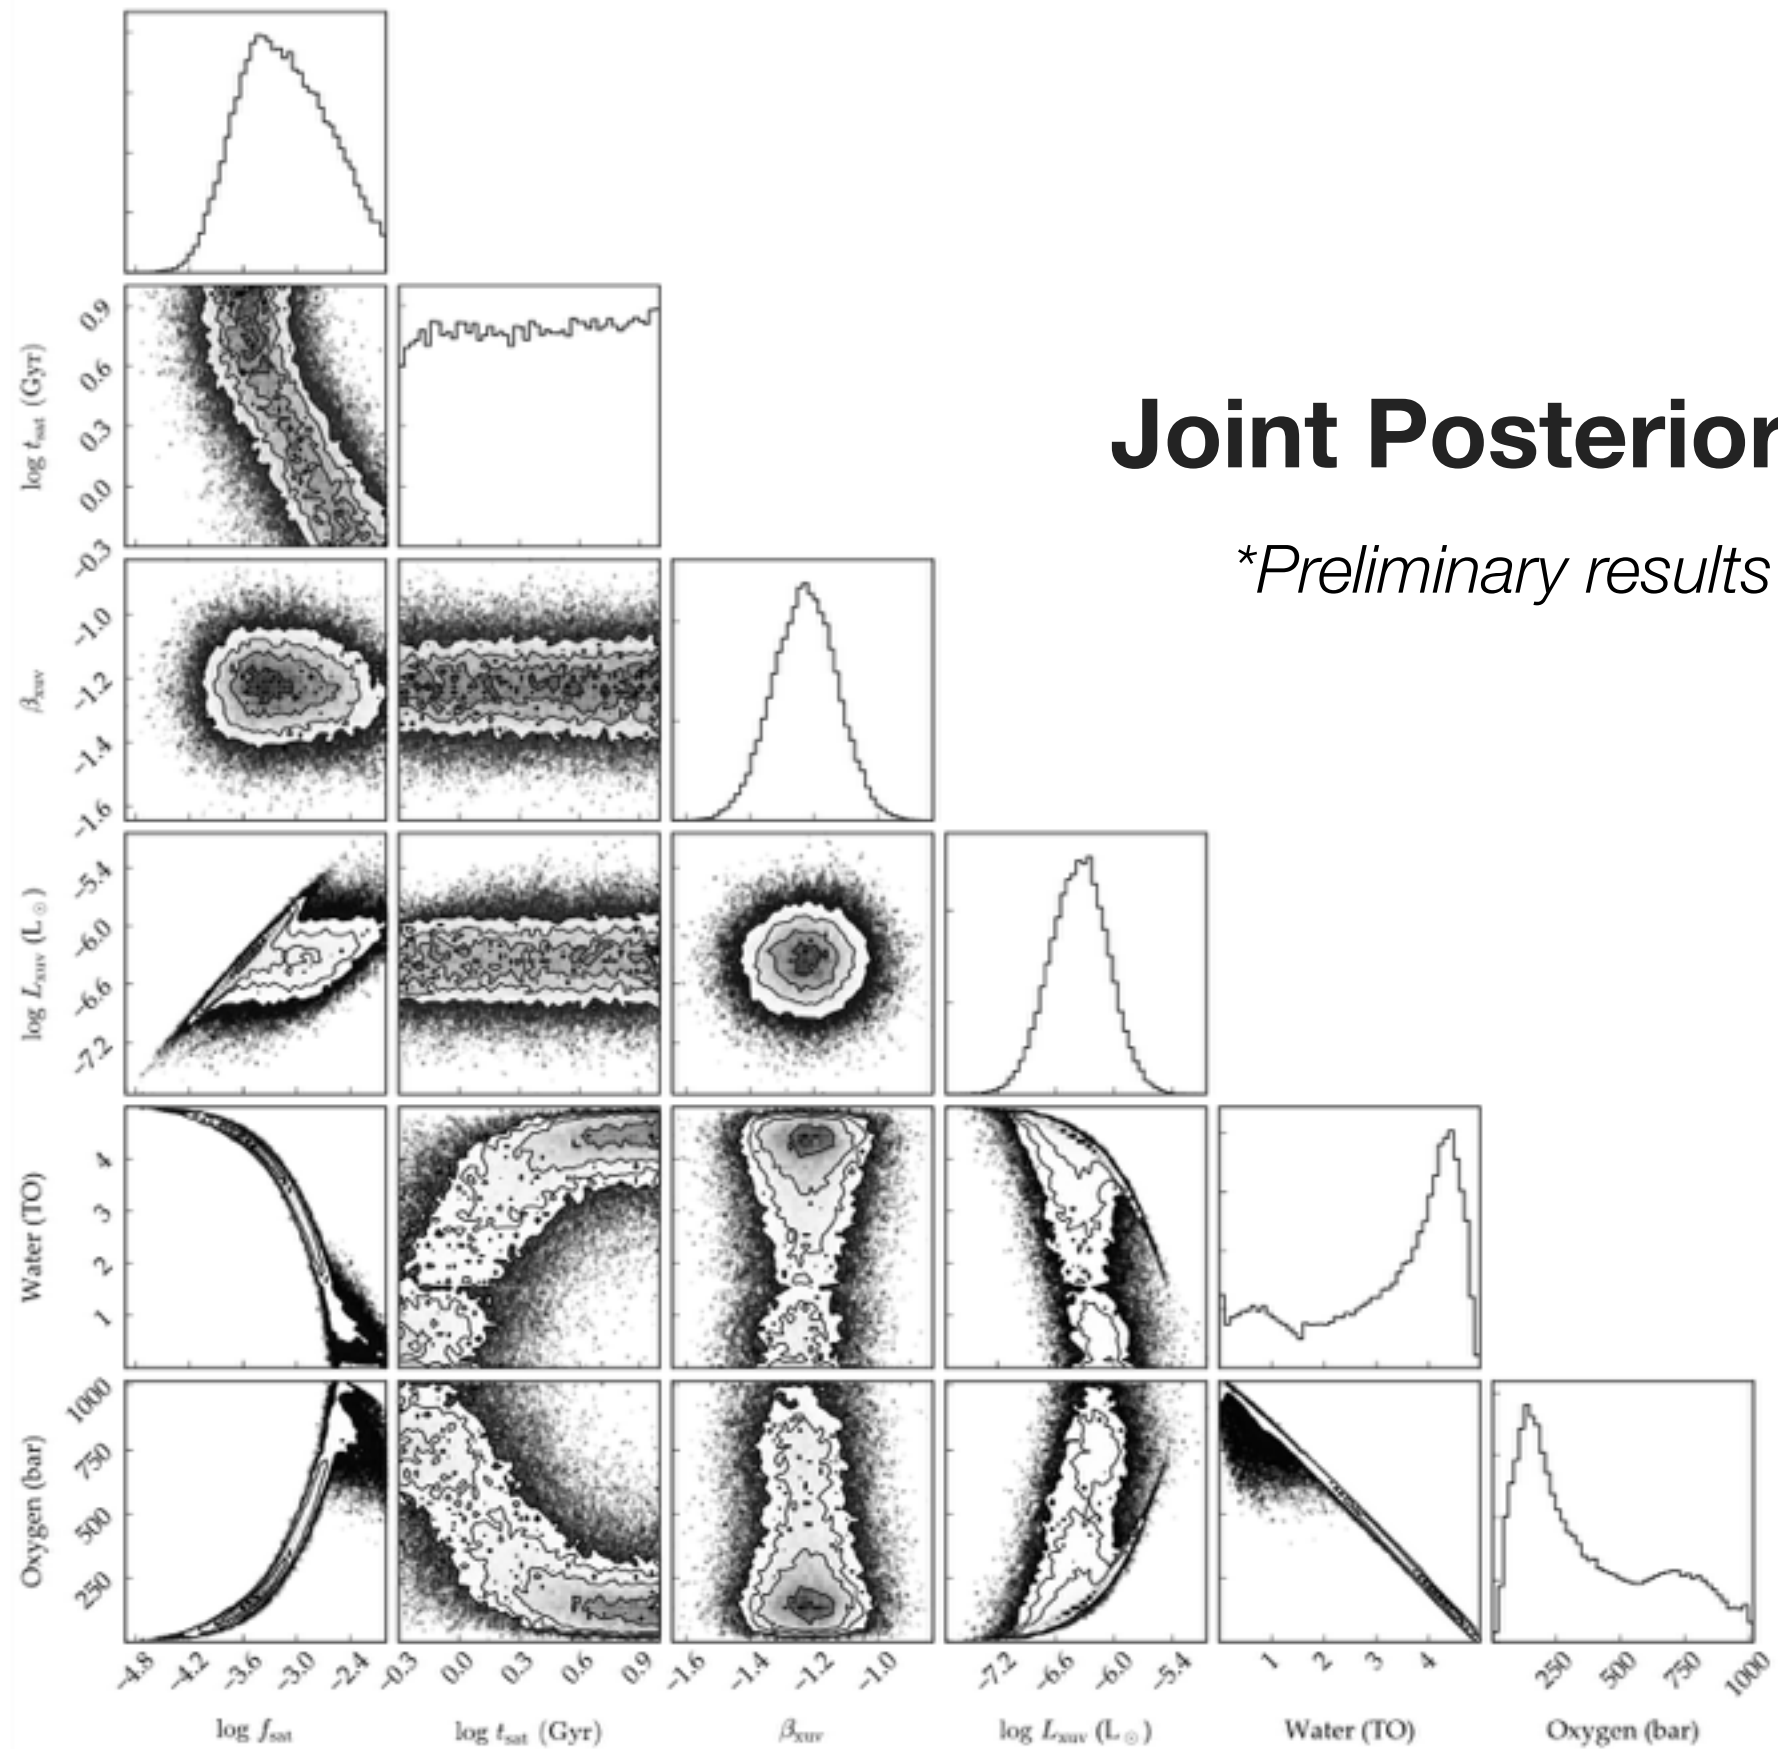 Joint Posterior
*Preliminary results
log t_sat (Gyr)
0.9
0.6
0.3
0.0
−0.3
β_xuv
−1.0
−1.2
−1.4
−1.6
log L_xuv (L_⊙)
−5.4
−6.0
−6.6
−7.2
Water (TO)
4
3
2
1
Oxygen (bar)
1000
750
500
250
−4.8 −4.2 −3.6 −3.0 −2.4 −0.3 0.0 0.3 0.6 0.9 −1.6 −1.4 −1.2 −1.0 −7.2 −6.6 −6.0 −5.4 1 2 3 4 250 500 750 1000
log f_sat log t_sat (Gyr) β_xuv log L_xuv (L_⊙) Water (TO) Oxygen (bar)